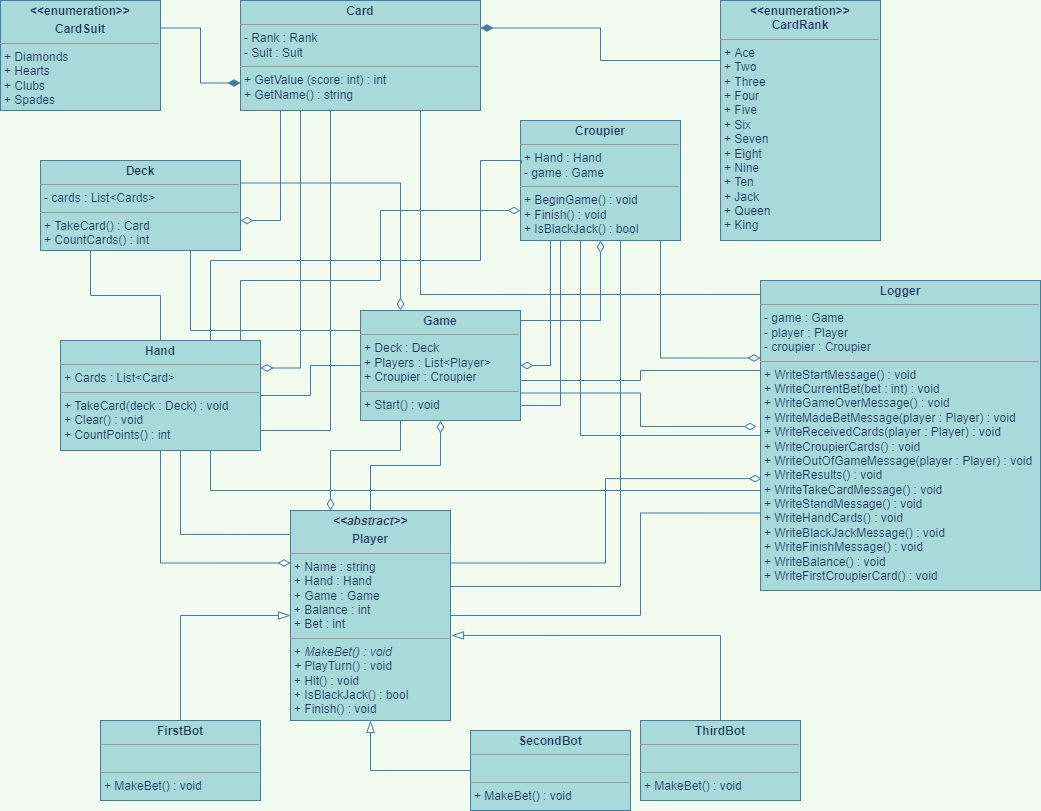 <<enumeration>>
CardSuit
+ Diamonds
+ Hearts
+ Clubs
+ Spades
Card
- Rank : Rank
- Suit : Suit
+ GetValue (score: int) : int
+ GetName() : string
<<enumeration>>
CardRank
+ Ace
+ Two
+ Three
+ Four
+ Five
+ Six
+ Seven
+ Eight
+ Nine
+ Ten
+ Jack
+ Queen
+ King
Croupier
+ Hand : Hand
- game : Game
+ BeginGame() : void
+ Finish() : void
+ IsBlackJack() : bool
Deck
- cards : List<Cards>
+ TakeCard() : Card
+ CountCards() : int
Hand
+ Cards : List<Card>
+ TakeCard(deck : Deck) : void
+ Clear() : void
+ CountPoints() : int
Game
+ Deck : Deck
+ Players : List<Player>
+ Croupier : Croupier
+ Start() : void
Logger
- game : Game
- player : Player
- croupier : Croupier
+ WriteStartMessage() : void
+ WriteCurrentBet(bet : int) : void
+ WriteGameOverMessage() : void
+ WriteMadeBetMessage(player : Player) : void
+ WriteReceivedCards(player : Player) : void
+ WriteCroupierCards() : void
+ WriteOutOfGameMessage(player : Player) : void
+ WriteResults() : void
+ WriteTakeCardMessage() : void
+ WriteStandMessage() : void
+ WriteHandCards() : void
+ WriteBlackJackMessage() : void
+ WriteFinishMessage() : void
+ WriteBalance() : void
+ WriteFirstCroupierCard() : void
<<abstract>>
Player
+ Name : string
+ Hand : Hand
+ Game : Game
+ Balance : int
+ Bet : int
+ MakeBet() : void
+ PlayTurn() : void
+ Hit() : void
+ IsBlackJack() : bool
+ Finish() : void
FirstBot
+ MakeBet() : void
SecondBot
+ MakeBet() : void
ThirdBot
+ MakeBet() : void